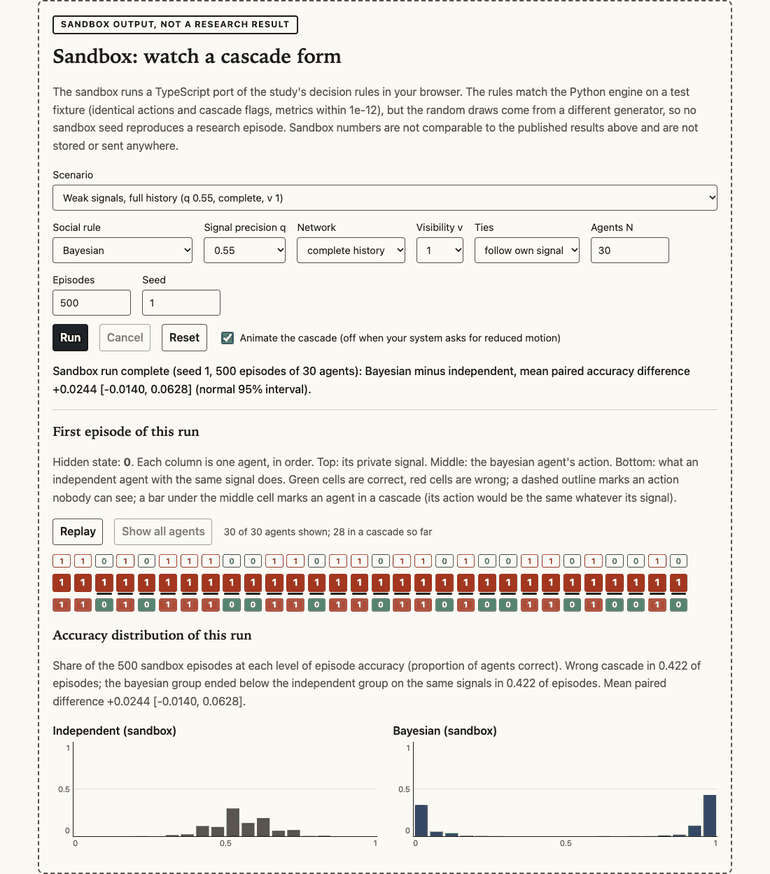 SANDBOX OUTPUT, NOT A RESEARCH RESULT
Sandbox: watch a cascade form
The sandbox runs a TypeScript port of the study's decision rules in your browser. The rules match the Python engine on a test
fixture (identical actions and cascade flags, metrics within 1e-12), but the random draws come from a different generator, so no
sandbox seed reproduces a research episode. Sandbox numbers are not comparable to the published results above and are not
stored or sent anywhere.
Scenario
Weak signals, full history (q 0.55, complete, v 1)
Social rule Signal precision q Network Visibility v Ties Agents N
Bayesian 0.55 complete history 1 follow own signal 30
Episodes Seed
500 1
Run Cancel Reset Animate the cascade (off when your system asks for reduced motion)
Sandbox run complete (seed 1, 500 episodes of 30 agents): Bayesian minus independent, mean paired accuracy difference
+0.0244 [-0.0140, 0.0628] (normal 95% interval).
First episode of this run
Hidden state: 0. Each column is one agent, in order. Top: its private signal. Middle: the bayesian agent's action. Bottom: what an
independent agent with the same signal does. Green cells are correct, red cells are wrong; a dashed outline marks an action
nobody can see; a bar under the middle cell marks an agent in a cascade (its action would be the same whatever its signal).
Replay Show all agents 30 of 30 agents shown; 28 in a cascade so far
1 1 0 1 0 1 1 1 0 0 1 1 0 1 1 0 1 1 0 1 0 0 1 1 0 1 0 0 1 0
1 1 1 1 1 1 1 1 1 1 1 1 1 1 1 1 1 1 1 1 1 1 1 1 1 1 1 1 1 1
1 1 0 1 0 1 1 1 0 0 1 1 0 1 1 0 1 1 0 1 0 0 1 1 0 1 0 0 1 0
Accuracy distribution of this run
Share of the 500 sandbox episodes at each level of episode accuracy (proportion of agents correct). Wrong cascade in 0.422 of
episodes; the bayesian group ended below the independent group on the same signals in 0.422 of episodes. Mean paired
difference +0.0244 [-0.0140, 0.0628].
Independent (sandbox) Bayesian (sandbox)
1 1
0.5 0.5
0 0
0 0.5 1 0 0.5 1